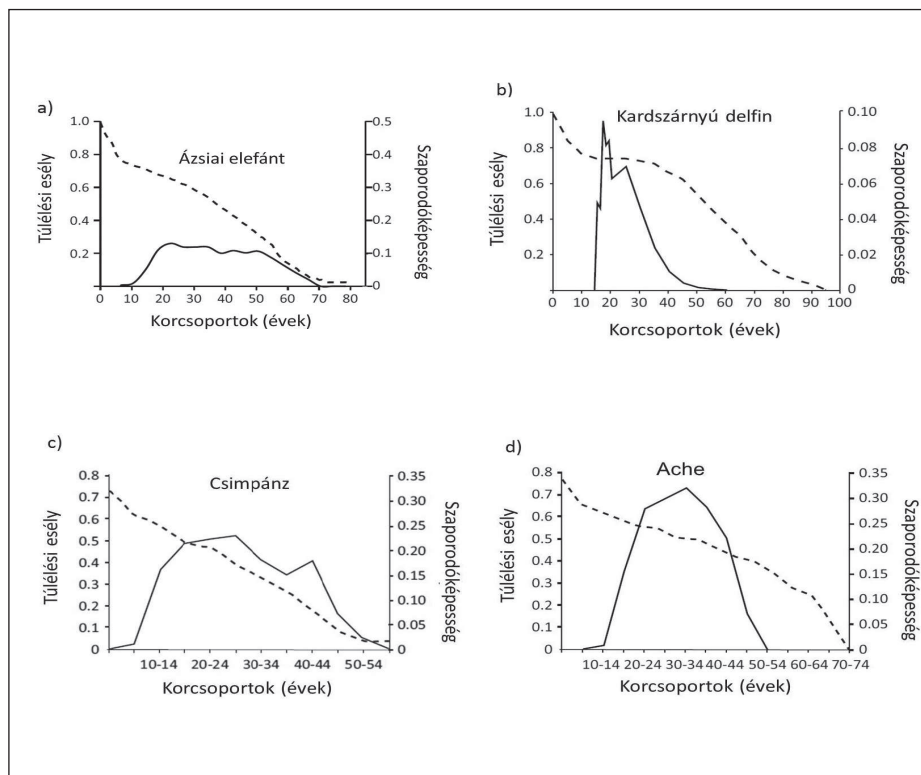 a)
Ázsiai elefánt
Túlélési esély
1.0
0.8
0.6
0.4
0.2
0.5
0.4
0.3
0.2
0.1
0
Szaporodóképesség
0 10 20 30 40 50 60 70 80
Korcsoportok (évek)
b)
Kardszárnyú delfin
Túlélési esély
1.0
0.8
0.6
0.4
0.2
0.10
0.08
0.06
0.04
0.02
0
Szaporodóképesség
0 10 20 30 40 50 60 70 80 90 100
Korcsoportok (évek)
c)
Csimpánz
Túlélési esély
0.8
0.7
0.6
0.5
0.4
0.3
0.2
0.1
0
0.35
0.30
0.25
0.20
0.15
0.10
0.05
0
Szaporodóképesség
10-14 20-24 30-34 40-44 50-54
Korcsoportok (évek)
d)
Ache
Túlélési esély
0.8
0.7
0.6
0.5
0.4
0.3
0.2
0.1
0
0.35
0.30
0.25
0.20
0.15
0.10
0.05
0
Szaporodóképesség
10-14 20-24 30-34 40-44 50-54 60-64 70-74
Korcsoportok (évek)